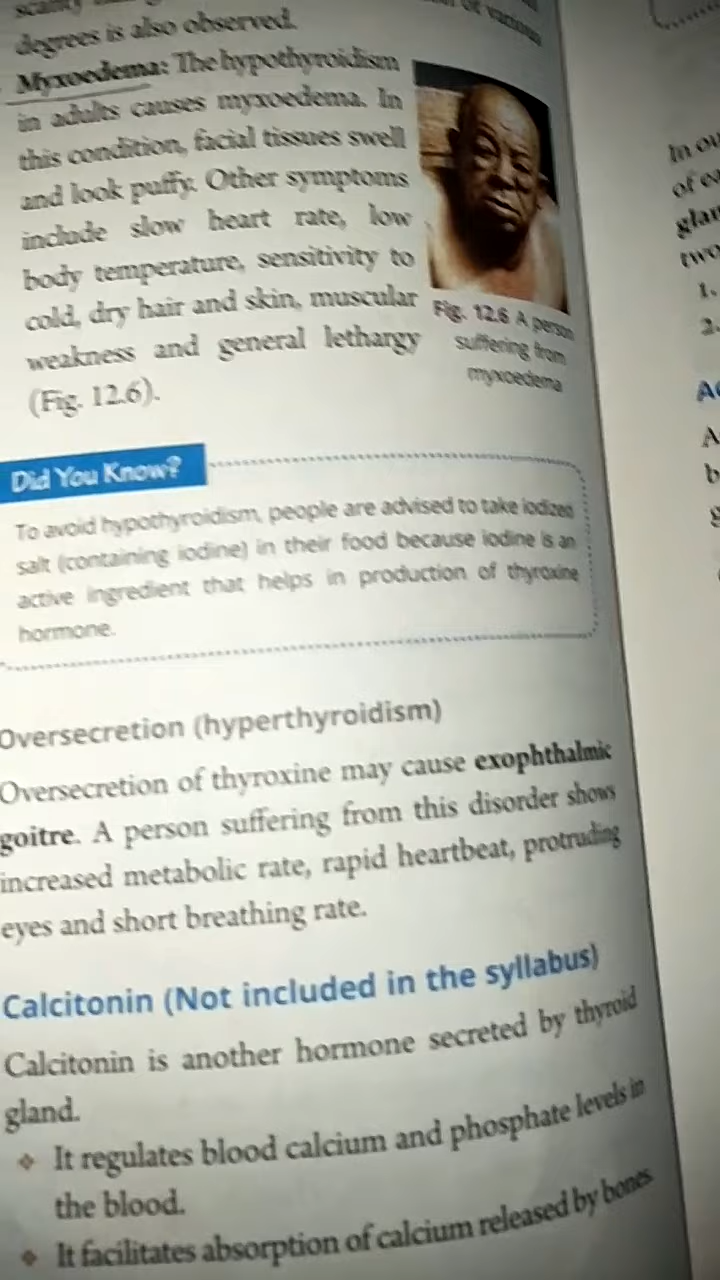 degrees is also observed.
Myxoedema: The hypothyroidism
in adults causes myxoedema. In
this condition, facial tissues swell
and look puffy. Other symptoms
include slow heart rate, low
body temperature, sensitivity to
cold, dry hair and skin, muscular
weakness and general lethargy
(Fig. 12.6).
Fig. 12.6 A person
suffering from
myxoedema
Did You Know?
To avoid hypothyroidism, people are advised to take iodized
salt (containing iodine) in their food because iodine is an
active ingredient that helps in production of thyroxine
hormone.
Oversecretion (hyperthyroidism)
Oversecretion of thyroxine may cause exophthalmic
goitre. A person suffering from this disorder shows
increased metabolic rate, rapid heartbeat, protruding
eyes and short breathing rate.
Calcitonin (Not included in the syllabus)
Calcitonin is another hormone secreted by thyroid
gland.
❖ It regulates blood calcium and phosphate levels in
the blood.
❖ It facilitates absorption of calcium released by bones
In
two
1.
2.